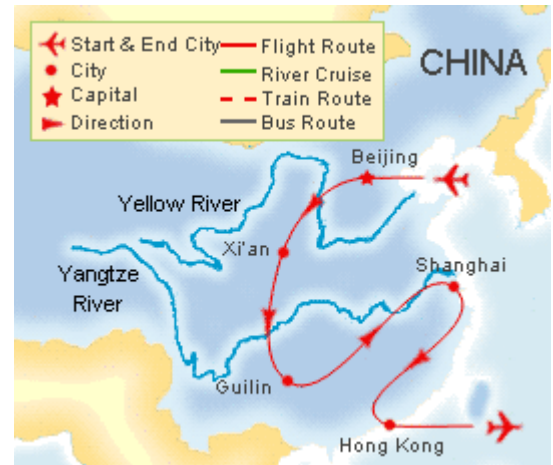 Start & End City
City
Capital
Direction
Flight Route
River Cruise
Train Route
Bus Route
CHINA
Beijing
Yellow River
Xi'an
Shanghai
Yangtze
River
Guilin
Hong Kong